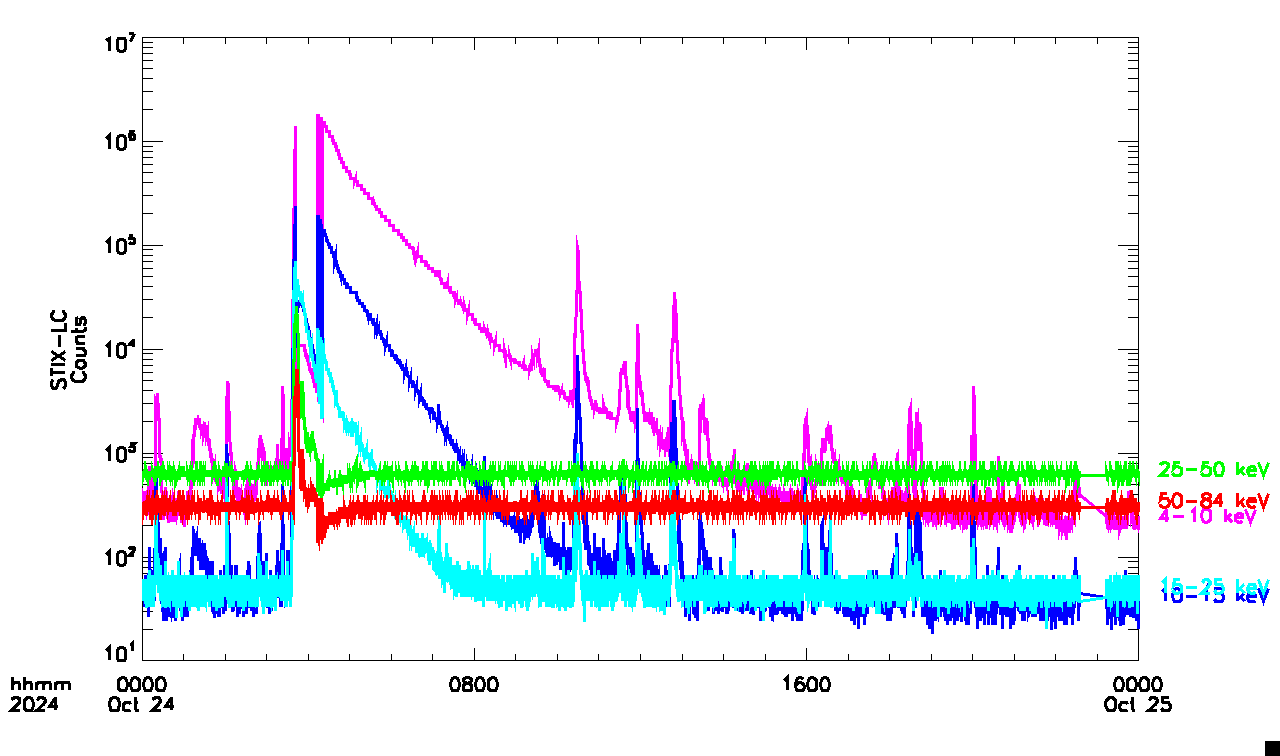 10⁷
10⁶
10⁵
10⁴
10³
10²
10¹
STIX-LC
Counts
25-50 keV
50-84 keV
4-10 keV
15-25 keV
10-15 keV
hhmm 0000 0800 1600 0000
2024 Oct 24 Oct 25